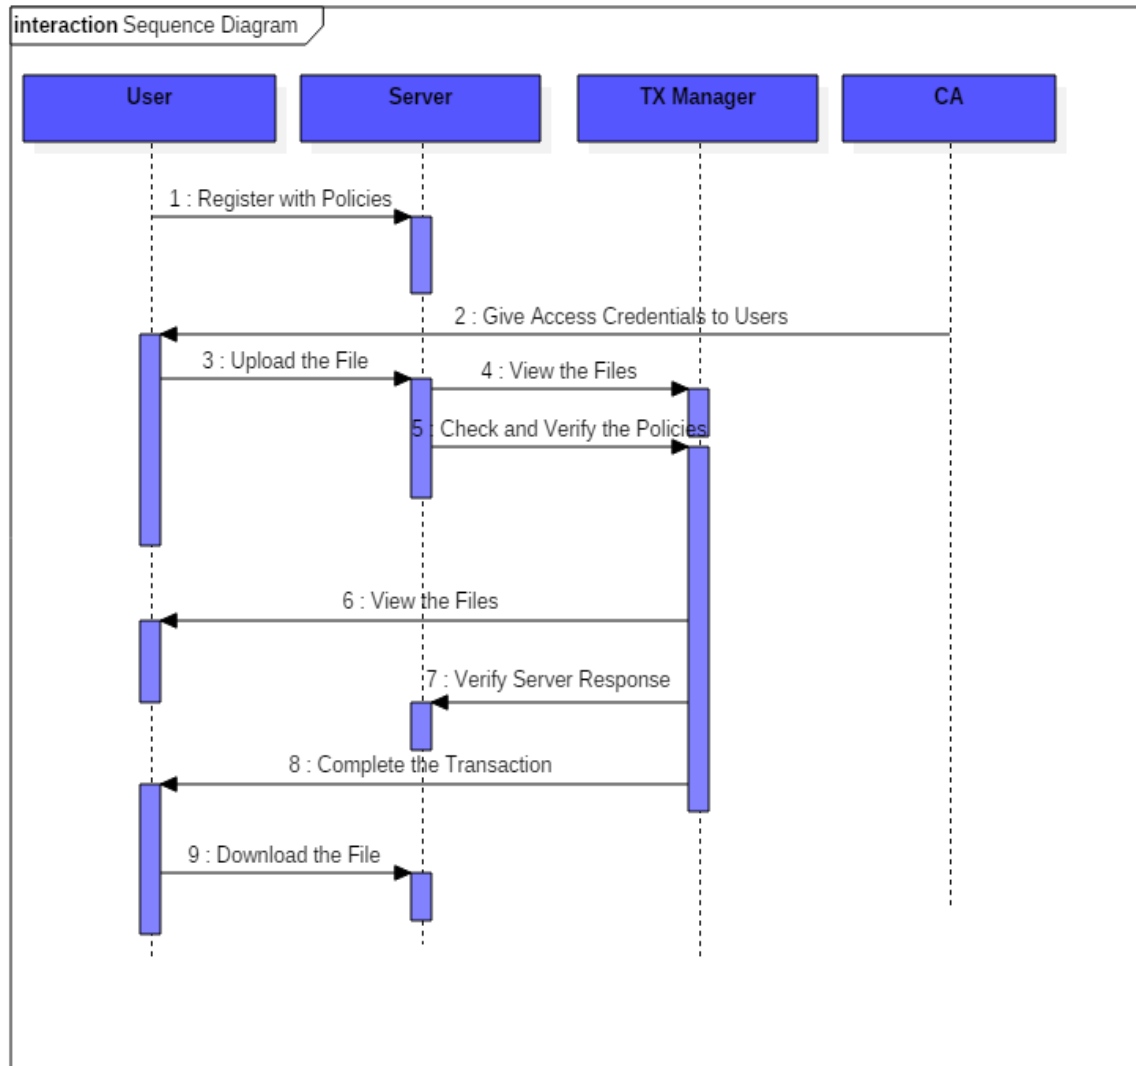 interaction Sequence Diagram
User
Server
TX Manager
CA
1 : Register with Policies
2 : Give Access Credentials to Users
3 : Upload the File
4 : View the Files
5 : Check and Verify the Policies
6 : View the Files
7 : Verify Server Response
8 : Complete the Transaction
9 : Download the File